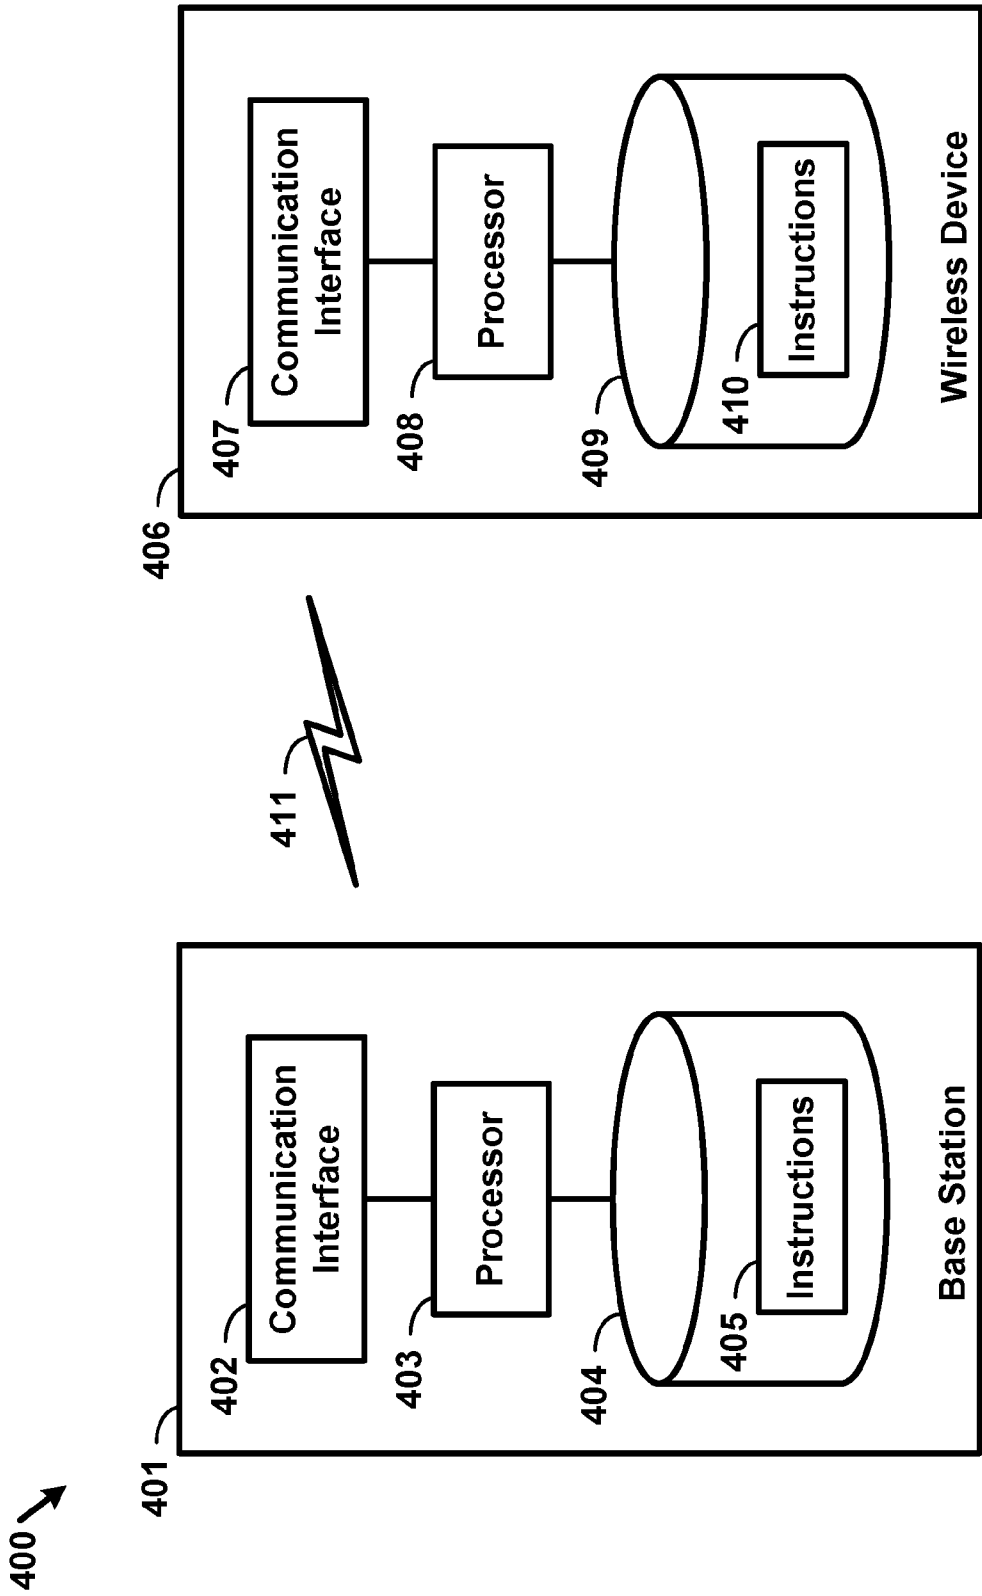 400
401
402
Communication
Interface
403
Processor
404
405
Instructions
Base Station
411
406
407
Communication
Interface
408
Processor
409
410
Instructions
Wireless Device